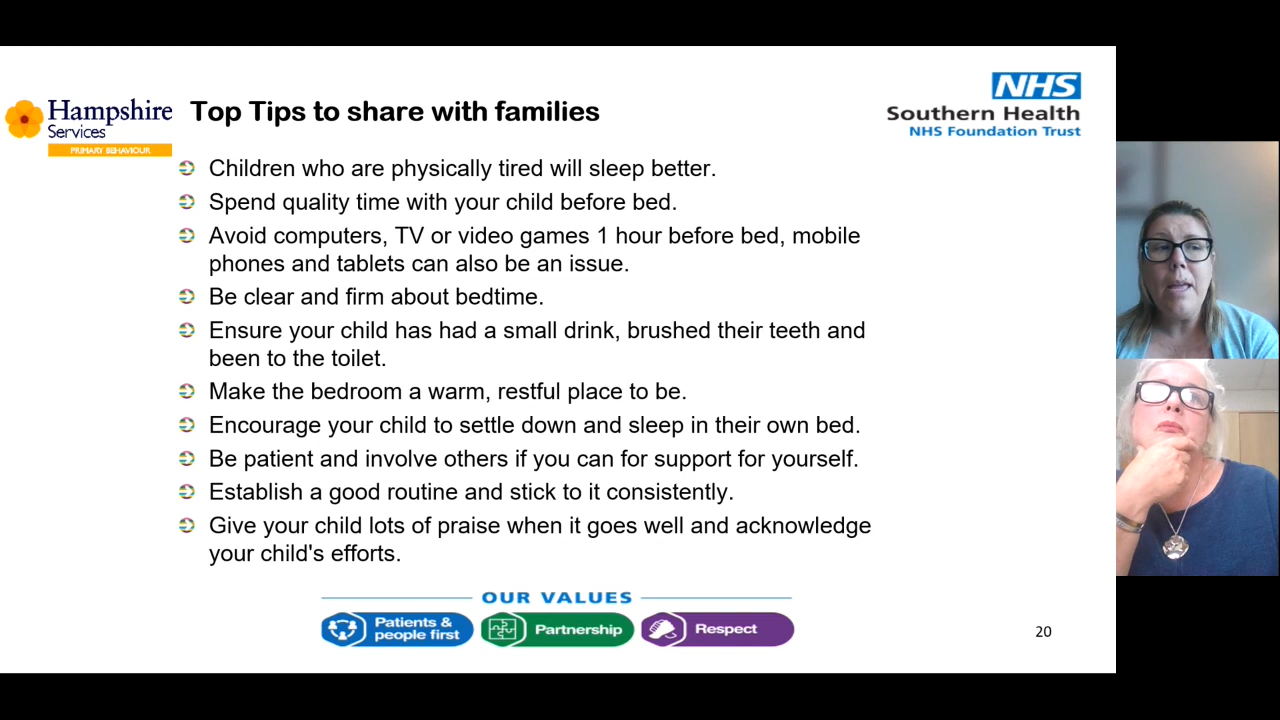 Hampshire
Services
PRIMARY BEHAVIOUR
Top Tips to share with families
NHS
Southern Health
NHS Foundation Trust
Children who are physically tired will sleep better.
Spend quality time with your child before bed.
Avoid computers, TV or video games 1 hour before bed, mobile
phones and tablets can also be an issue.
Be clear and firm about bedtime.
Ensure your child has had a small drink, brushed their teeth and
been to the toilet.
Make the bedroom a warm, restful place to be.
Encourage your child to settle down and sleep in their own bed.
Be patient and involve others if you can for support for yourself.
Establish a good routine and stick to it consistently.
Give your child lots of praise when it goes well and acknowledge
your child's efforts.
OUR VALUES
Patients &
people first
Partnership
Respect
20